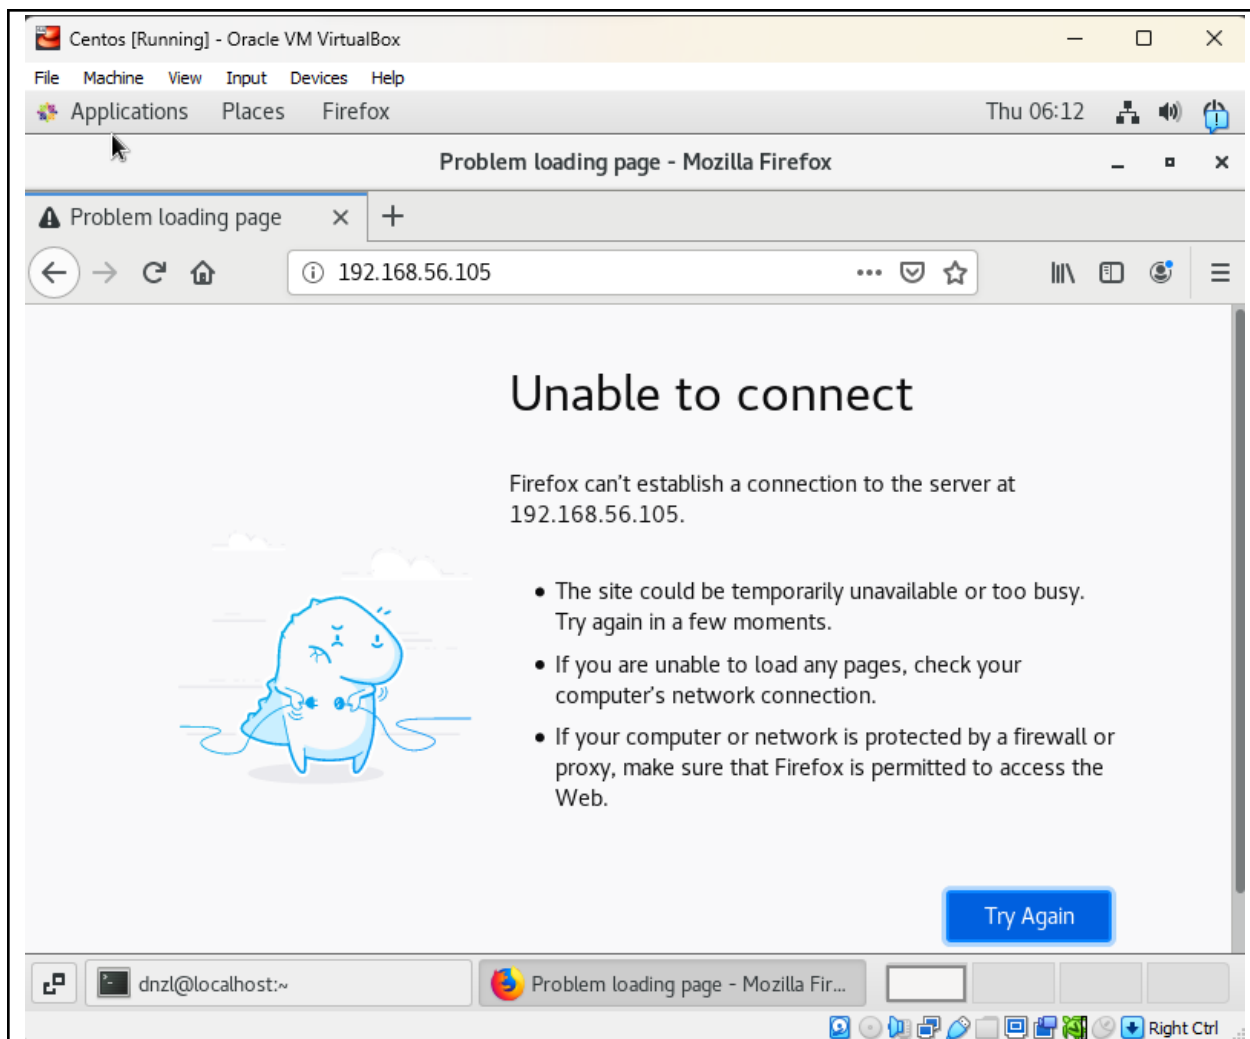 Centos [Running] - Oracle VM VirtualBox
File Machine View Input Devices Help
Applications Places Firefox Thu 06:12
Problem loading page - Mozilla Firefox
Problem loading page
192.168.56.105
Unable to connect
Firefox can't establish a connection to the server at
192.168.56.105.
• The site could be temporarily unavailable or too busy.
Try again in a few moments.
• If you are unable to load any pages, check your
computer's network connection.
• If your computer or network is protected by a firewall or
proxy, make sure that Firefox is permitted to access the
Web.
Try Again
dnzl@localhost:~ Problem loading page - Mozilla Fir...
Right Ctrl